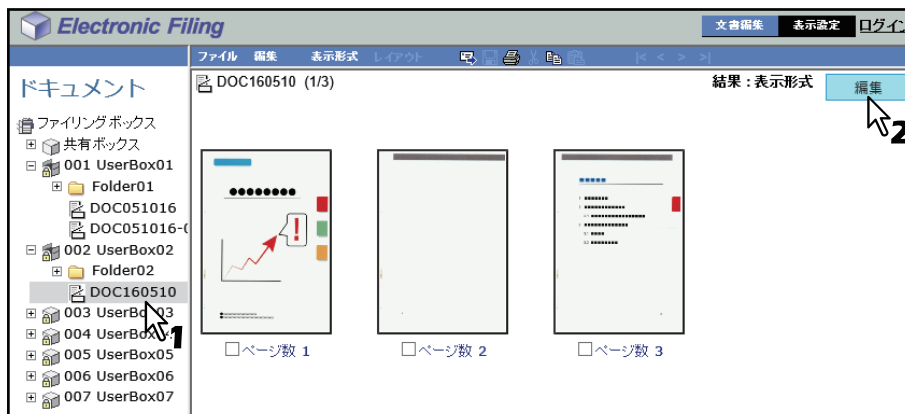 Electronic Filing
文書編集 表示設定 ログイン
ファイル 編集 表示形式 レイアウト |< < > >|
ドキュメント
DOC160510 (1/3) 結果:表示形式 編集
2
ファイリングボックス
共有ボックス
001 UserBox01
Folder01
DOC051016
DOC051016-(
002 UserBox02
Folder02
DOC160510
1
003 UserBox03
004 UserBox
005 UserBox05
006 UserBox06
007 UserBox07
!
ページ数 1 ページ数 2 ページ数 3